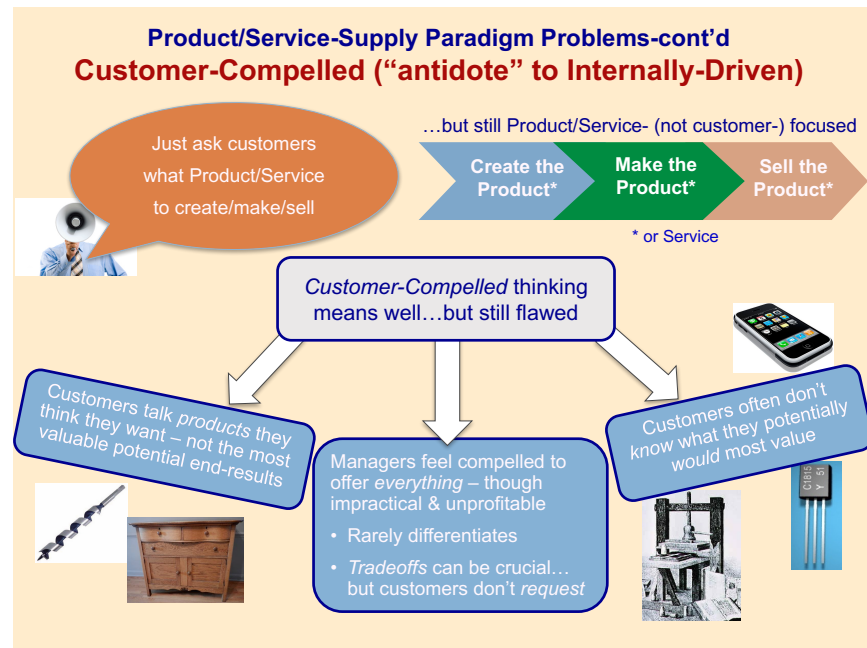 Product/Service-Supply Paradigm Problems-cont’d
Customer-Compelled (“antidote” to Internally-Driven)
Just ask customers
what Product/Service
to create/make/sell
…but still Product/Service- (not customer-) focused
Create the
Product*
Make the
Product*
Sell the
Product*
* or Service
Customer-Compelled thinking
means well…but still flawed
Customers talk products they
think they want – not the most
valuable potential end-results
Managers feel compelled to
offer everything – though
impractical & unprofitable
• Rarely differentiates
• Tradeoffs can be crucial…
but customers don’t request
Customers often don’t
know what they potentially
would most value
C1815
Y 51